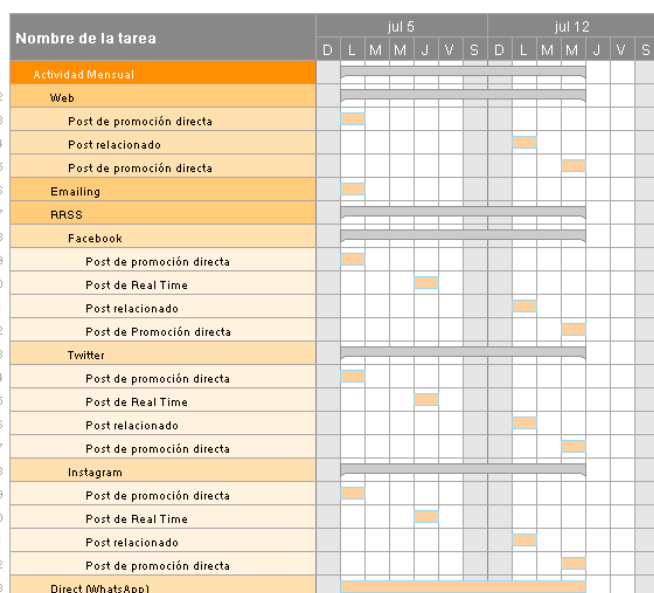 Nombre de la tarea
jul 5 jul 12
D L M M J V S D L M M J V S
Actividad Mensual
Web
Post de promoción directa
Post relacionado
Post de promoción directa
Emailing
RRSS
Facebook
Post de promoción directa
Post de Real Time
Post relacionado
Post de Promoción directa
Twitter
Post de promoción directa
Post de Real Time
Post relacionado
Post de promoción directa
Instagram
Post de promoción directa
Post de Real Time
Post relacionado
Post de promoción directa
Direct (WhatsApp)